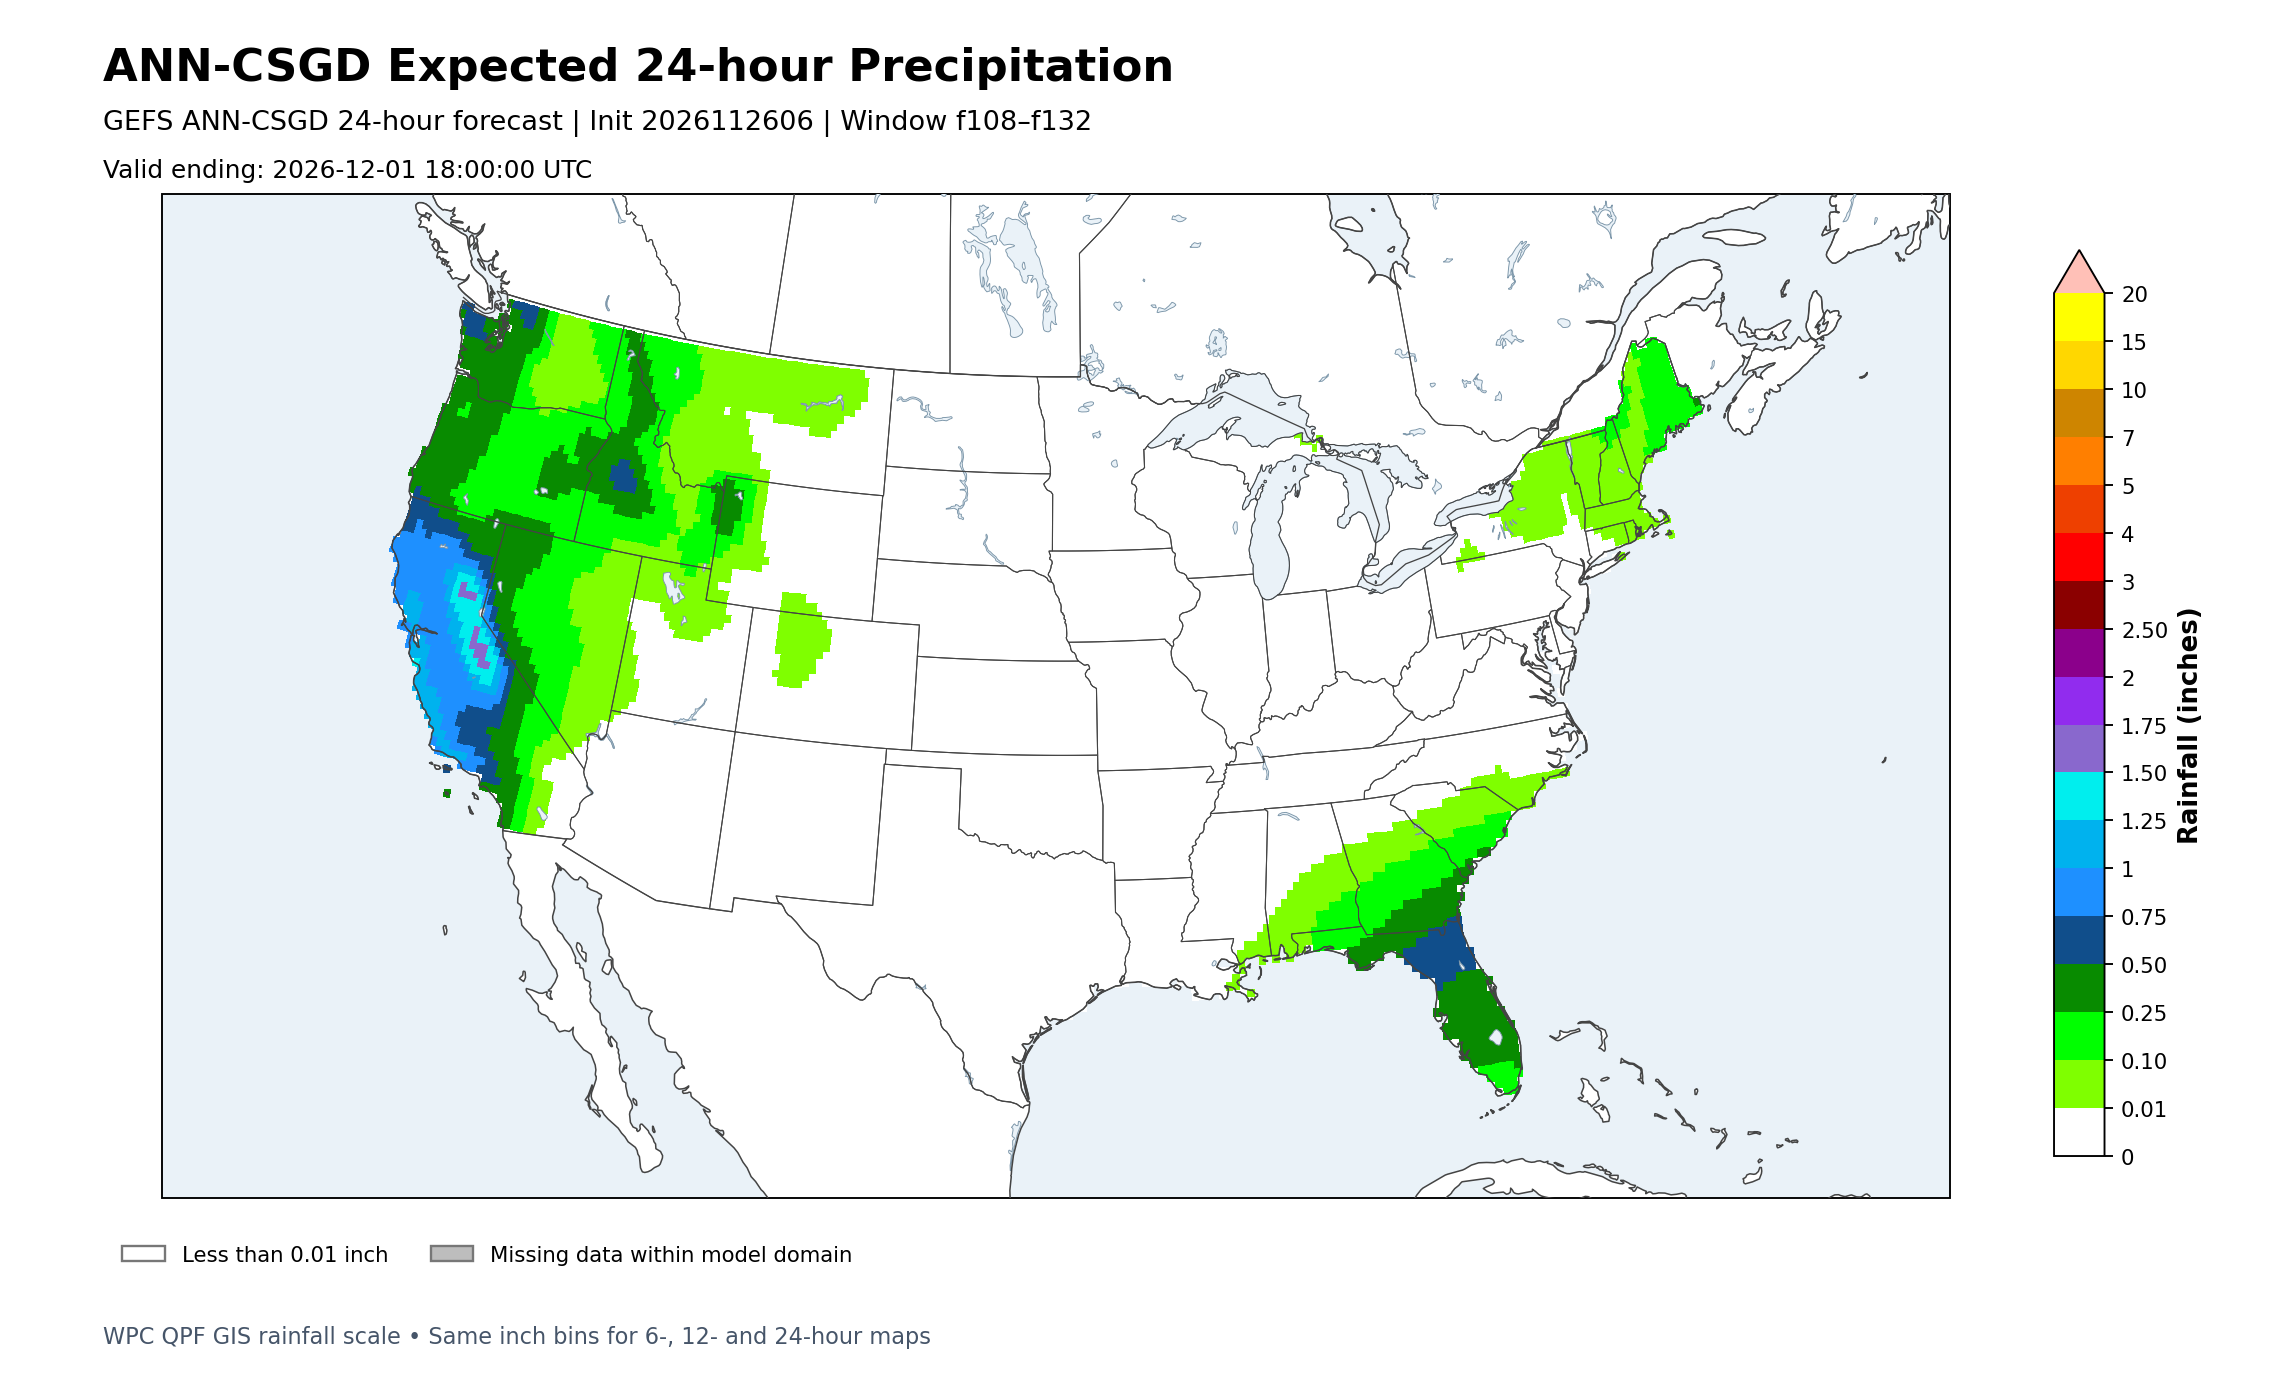 ANN-CSGD Expected 24-hour Precipitation
GEFS ANN-CSGD 24-hour forecast | Init 2026112606 | Window f108–f132
Valid ending: 2026-12-01 18:00:00 UTC
20
15
10
7
5
4
3
2.50
2
1.75
1.50
1.25
1
0.75
0.50
0.25
0.10
0.01
0
Rainfall (inches)
Less than 0.01 inch
Missing data within model domain
WPC QPF GIS rainfall scale • Same inch bins for 6-, 12- and 24-hour maps